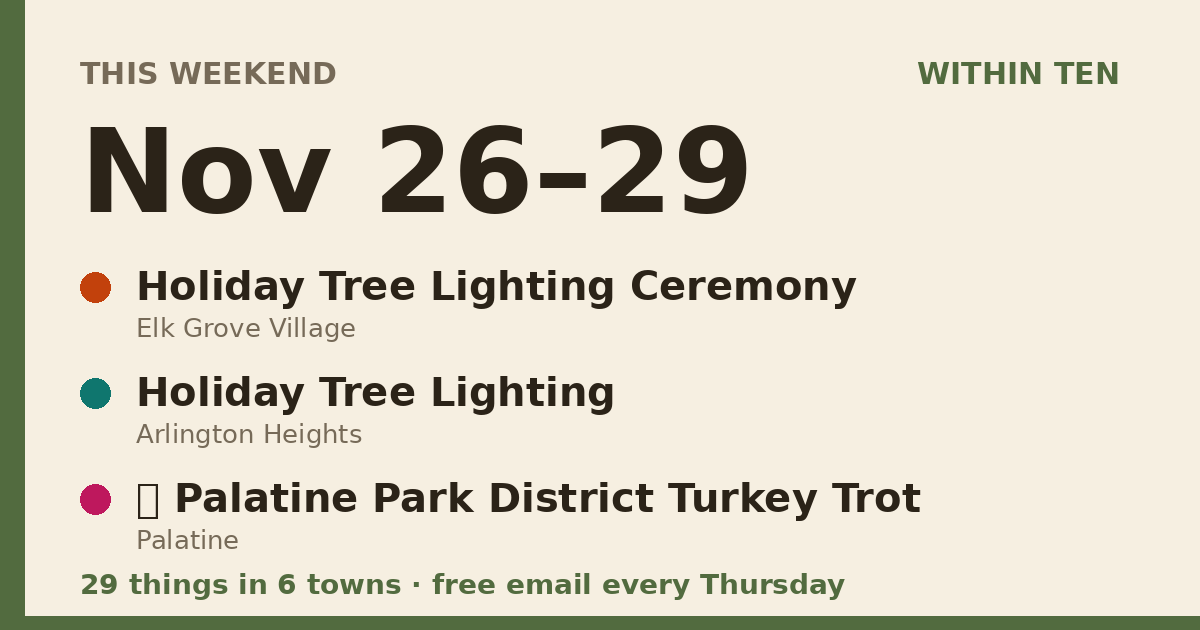 THIS WEEKEND
WITHIN TEN
Nov 26–29
Holiday Tree Lighting Ceremony
Elk Grove Village
Holiday Tree Lighting
Arlington Heights
Palatine Park District Turkey Trot
Palatine
29 things in 6 towns · free email every Thursday